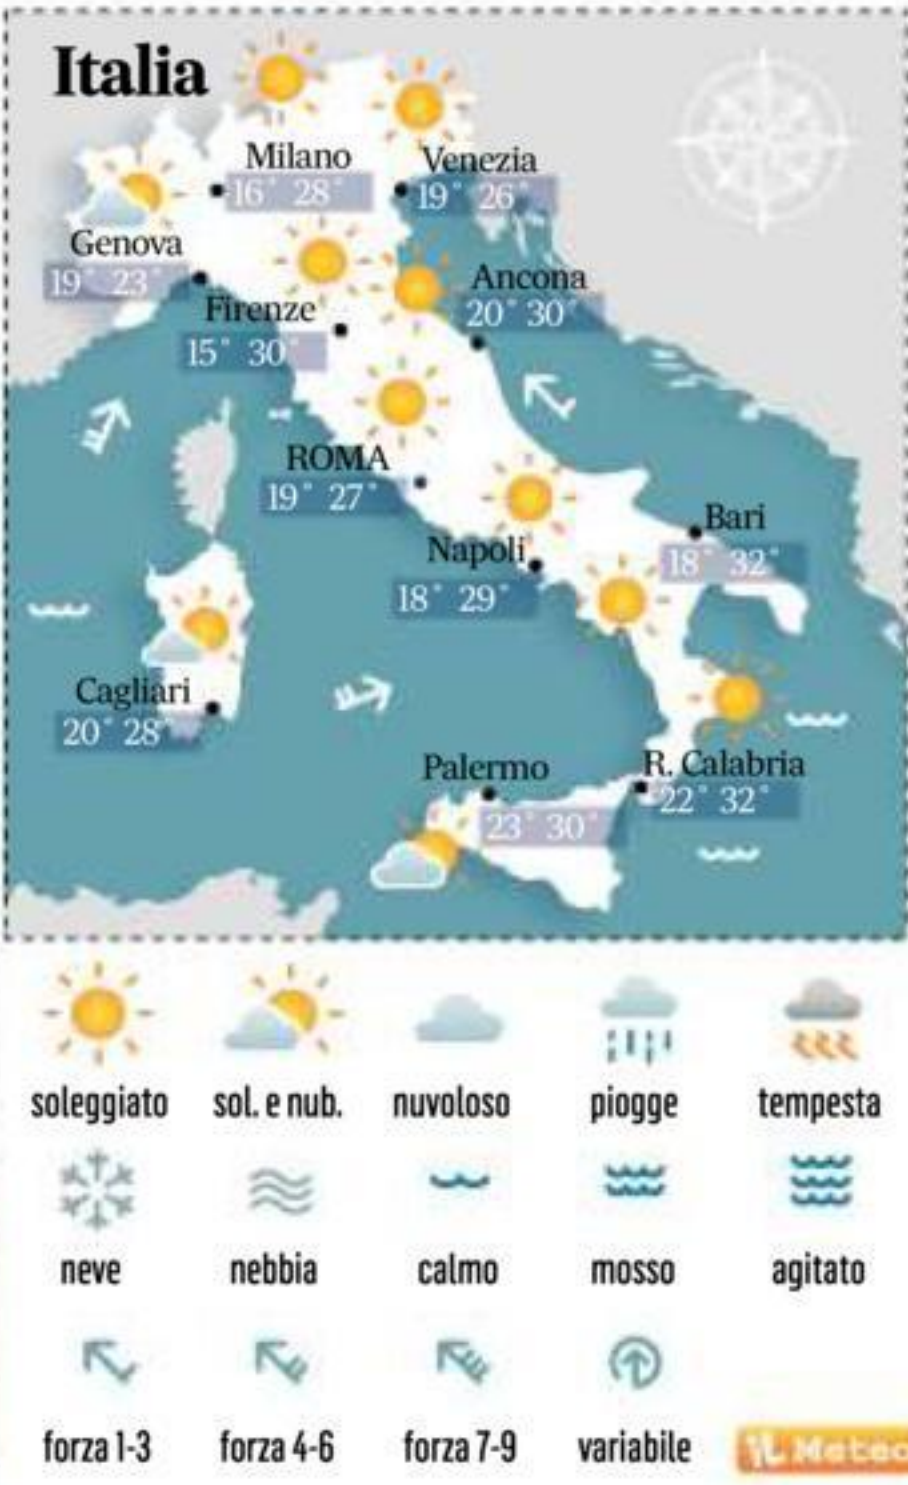 Italia
Milano
16° 28°
Venezia
19° 26°
Genova
19° 23°
Firenze
15° 30°
Ancona
20° 30°
ROMA
19° 27°
Napoli
18° 29°
Bari
18° 32°
Cagliari
20° 28°
Palermo
23° 30°
R. Calabria
22° 32°
soleggiato sol. e nub. nuvoloso piogge tempesta
neve nebbia calmo mosso agitato
forza 1-3 forza 4-6 forza 7-9 variabile
iL Meteo